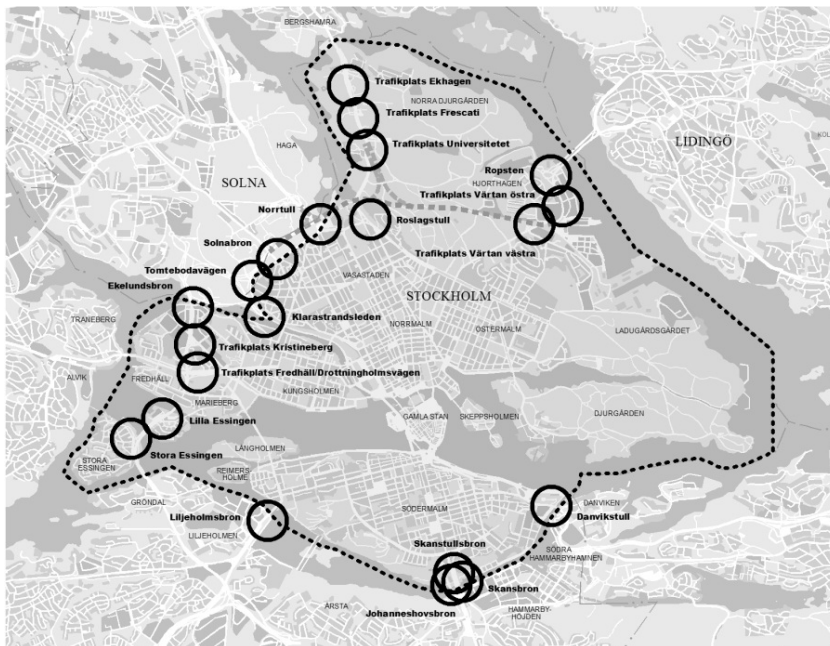 BERGSHAMRA
Trafikplats Ekhagen
NORRA DJURGÅRDEN
Trafikplats Frescati
HAGA
Trafikplats Universitetet
LIDINGÖ
Ropsten
SOLNA
HJORTHAGEN
Trafikplats Värtan östra
Norrtull
Roslagstull
Solnabron
Trafikplats Värtan västra
Tomtebodavägen
VASASTADEN
Ekelundsbron
STOCKHOLM
TRANEBERG
Klarastrandsleden
NORRMALM
ÖSTERMALM
LADUGÅRDSGÄRDET
Trafikplats Kristineberg
ALVIK
FREDHÄLL
Trafikplats Fredhäll/Drottningholmsvägen
KUNGSHOLMEN
MARIEBERG
GAMLA STAN
SKEPPSHOLMEN
DJURGÅRDEN
Lilla Essingen
LÅNGHOLMEN
Stora Essingen
STORA
ESSINGEN
REIMERS
HOLME
GRÖNDAL
DANVIKEN
SÖDERMALM
Liljeholmsbron
Danvikstull
LILJEHOLMEN
Skanstullsbron
SÖDRA
HAMMARBYHAMNEN
Skansbron
ÅRSTA
Johanneshovsbron
HAMMARBY-
HÖJDEN